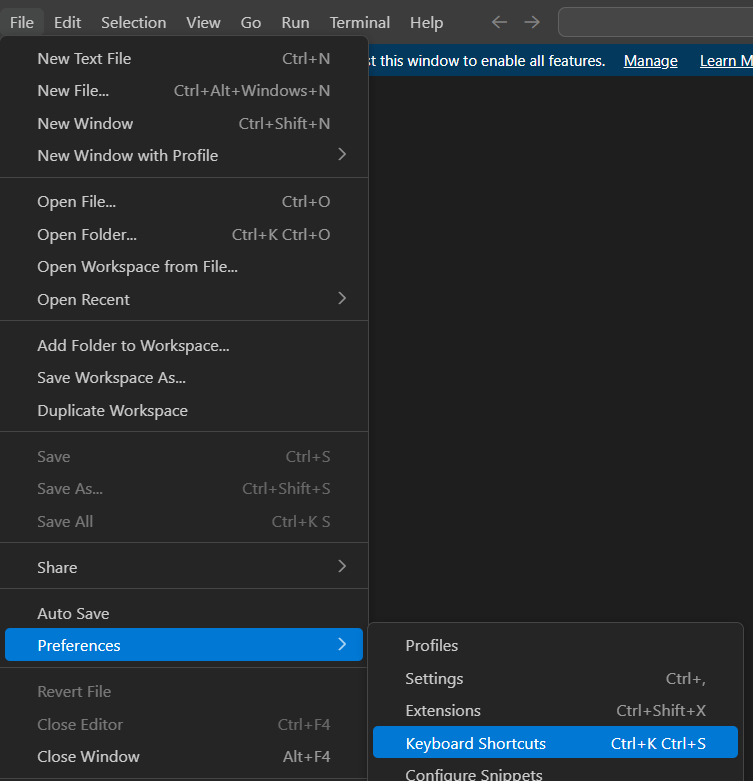 File Edit Selection View Go Run Terminal Help
New Text File Ctrl+N
st this window to enable all features. Manage Learn M
New File... Ctrl+Alt+Windows+N
New Window Ctrl+Shift+N
New Window with Profile
Open File... Ctrl+O
Open Folder... Ctrl+K Ctrl+O
Open Workspace from File...
Open Recent
Add Folder to Workspace...
Save Workspace As...
Duplicate Workspace
Save Ctrl+S
Save As... Ctrl+Shift+S
Save All Ctrl+K S
Share
Auto Save
Preferences
Revert File
Close Editor Ctrl+F4
Close Window Alt+F4
Profiles
Settings Ctrl+,
Extensions Ctrl+Shift+X
Keyboard Shortcuts Ctrl+K Ctrl+S
Configure Snippets